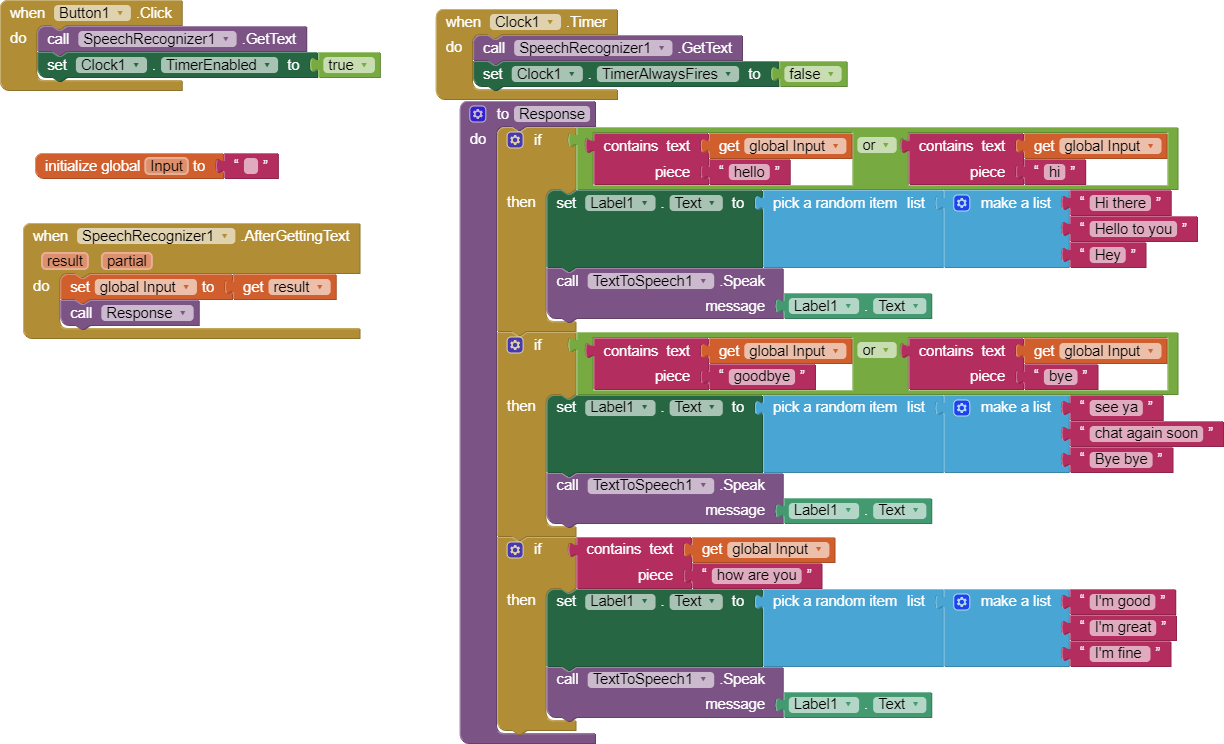 when Button1 .Click
do call SpeechRecognizer1 .GetText
set Clock1 . TimerEnabled to true
initialize global Input to “ ”
when SpeechRecognizer1 .AfterGettingText
result partial
do set global Input to get result
call Response
when Clock1 .Timer
do call SpeechRecognizer1 .GetText
set Clock1 . TimerAlwaysFires to false
to Response
do if contains text get global Input or contains text get global Input
piece “ hello ” piece “ hi ”
then set Label1 . Text to pick a random item list make a list “ Hi there ”
“ Hello to you ”
“ Hey ”
call TextToSpeech1 .Speak
message Label1 . Text
if contains text get global Input or contains text get global Input
piece “ goodbye ” piece “ bye ”
then set Label1 . Text to pick a random item list make a list “ see ya ”
“ chat again soon ”
“ Bye bye ”
call TextToSpeech1 .Speak
message Label1 . Text
if contains text get global Input
piece “ how are you ”
then set Label1 . Text to pick a random item list make a list “ I'm good ”
“ I'm great ”
“ I'm fine ”
call TextToSpeech1 .Speak
message Label1 . Text